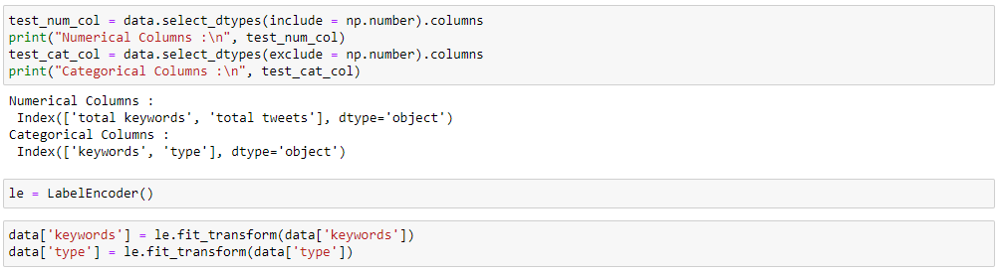 test_num_col = data.select_dtypes(include = np.number).columns
print("Numerical Columns :\n", test_num_col)
test_cat_col = data.select_dtypes(exclude = np.number).columns
print("Categorical Columns :\n", test_cat_col)
Numerical Columns :
 Index(['total keywords', 'total tweets'], dtype='object')
Categorical Columns :
 Index(['keywords', 'type'], dtype='object')
le = LabelEncoder()
data['keywords'] = le.fit_transform(data['keywords'])
data['type'] = le.fit_transform(data['type'])